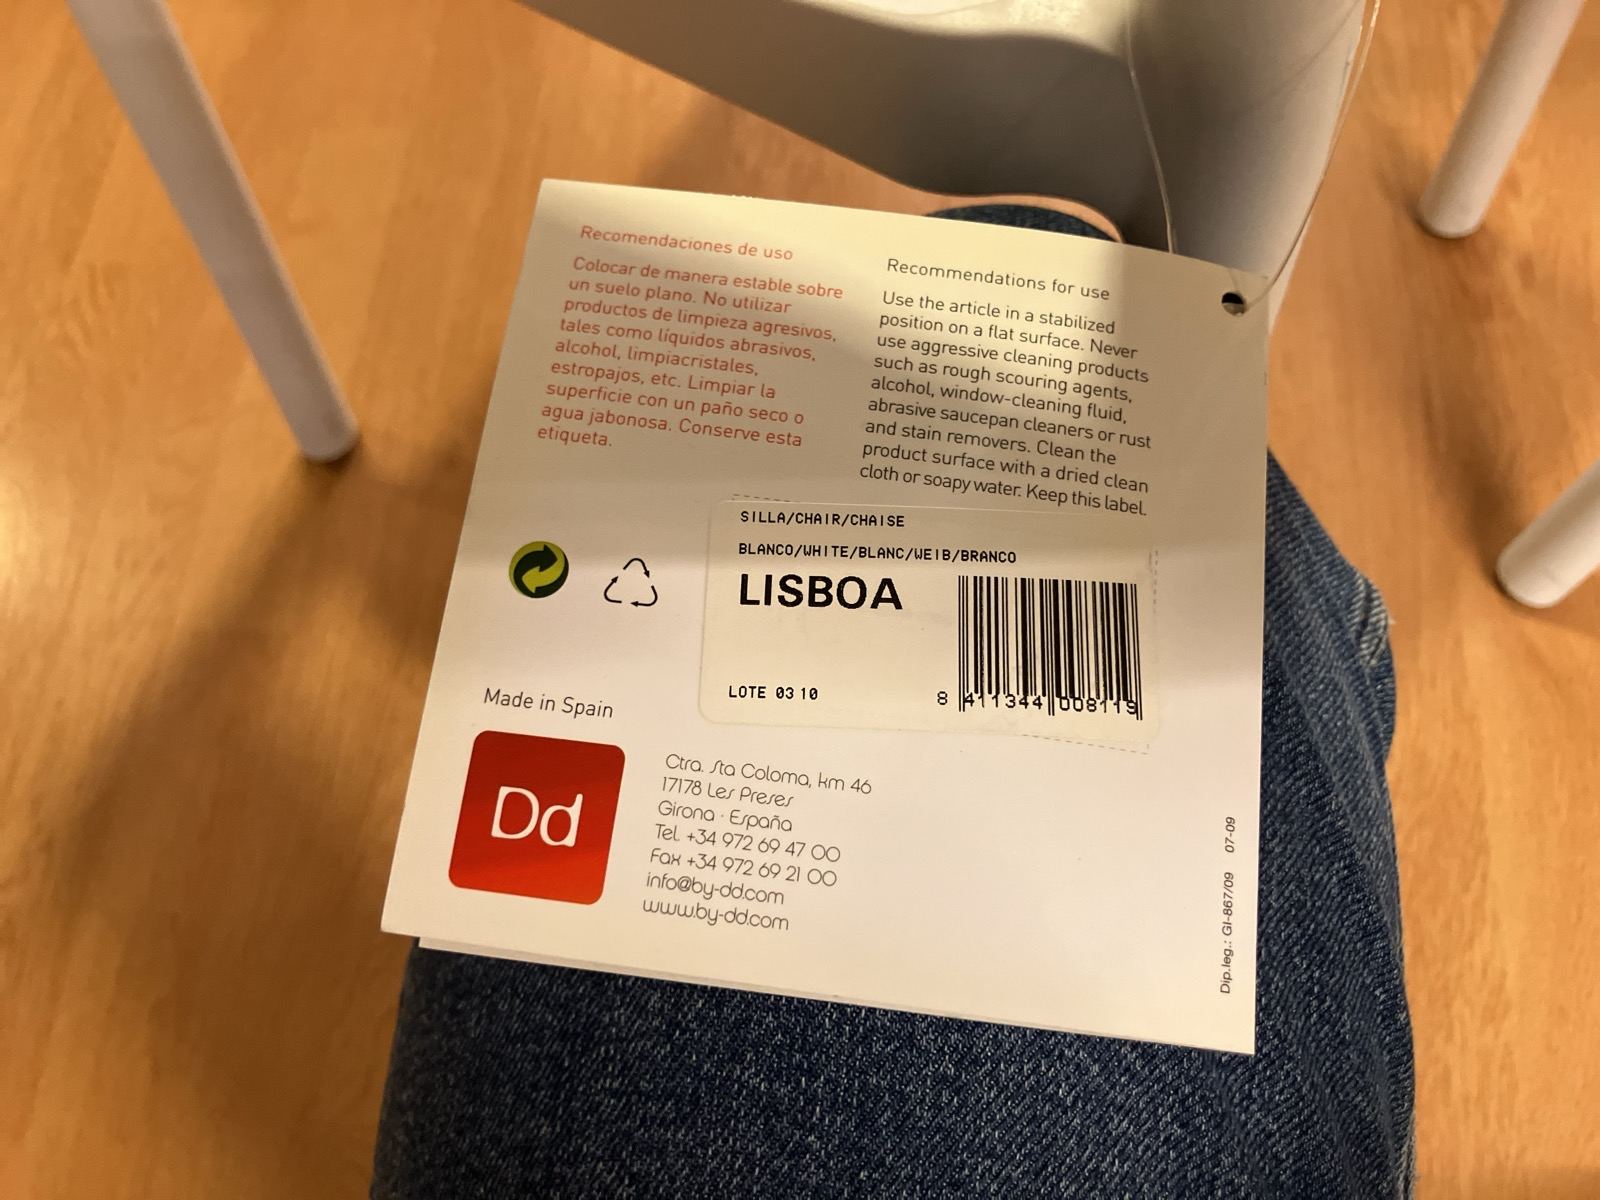 Recomendaciones de uso
Colocar de manera estable sobre
un suelo plano. No utilizar
productos de limpieza agresivos,
tales como líquidos abrasivos,
alcohol, limpiacristales,
estropajos, etc. Limpiar la
superficie con un paño seco o
agua jabonosa. Conserve esta
etiqueta.
Recommendations for use
Use the article in a stabilized
position on a flat surface. Never
use aggressive cleaning products
such as rough scouring agents,
alcohol, window-cleaning fluid,
abrasive saucepan cleaners or rust
and stain removers. Clean the
product surface with a dried clean
cloth or soapy water. Keep this label.
SILLA/CHAIR/CHAISE
BLANCO/WHITE/BLANC/WEIB/BRANCO
LISBOA
LOTE 03 10
8 411344 008119
Made in Spain
Dd
Ctra. Sta Coloma, km 46
17178 Les Preses
Girona · España
Tel. +34 972 69 47 00
Fax +34 972 69 21 00
info@by-dd.com
www.by-dd.com
Dip.leg.: GI-867/09 07-09